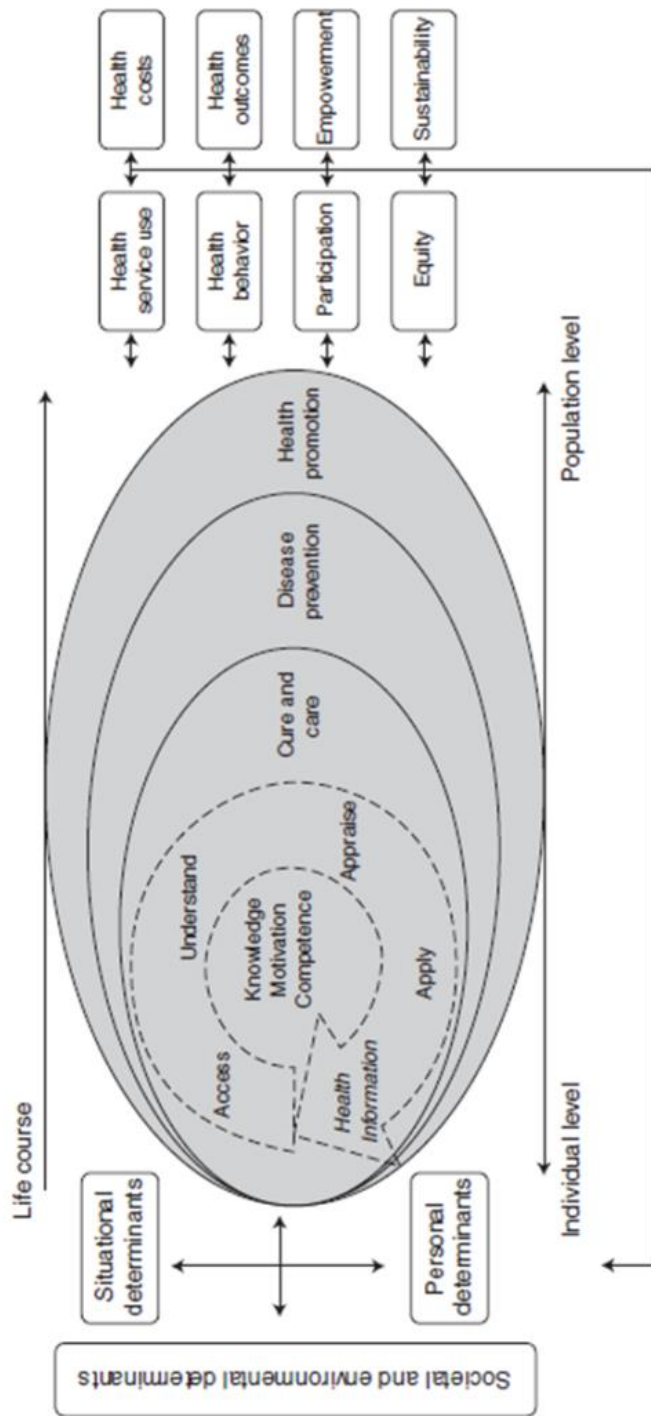 Life course
Societal and environmental determinants
Situational
determinants
Personal
determinants
Access
Understand
Appraise
Apply
Health
Information
Knowledge
Motivation
Competence
Cure and
care
Disease
prevention
Health
promotion
Individual level
Population level
Health
service use
Health
costs
Health
behavior
Health
outcomes
Participation
Empowerment
Equity
Sustainability